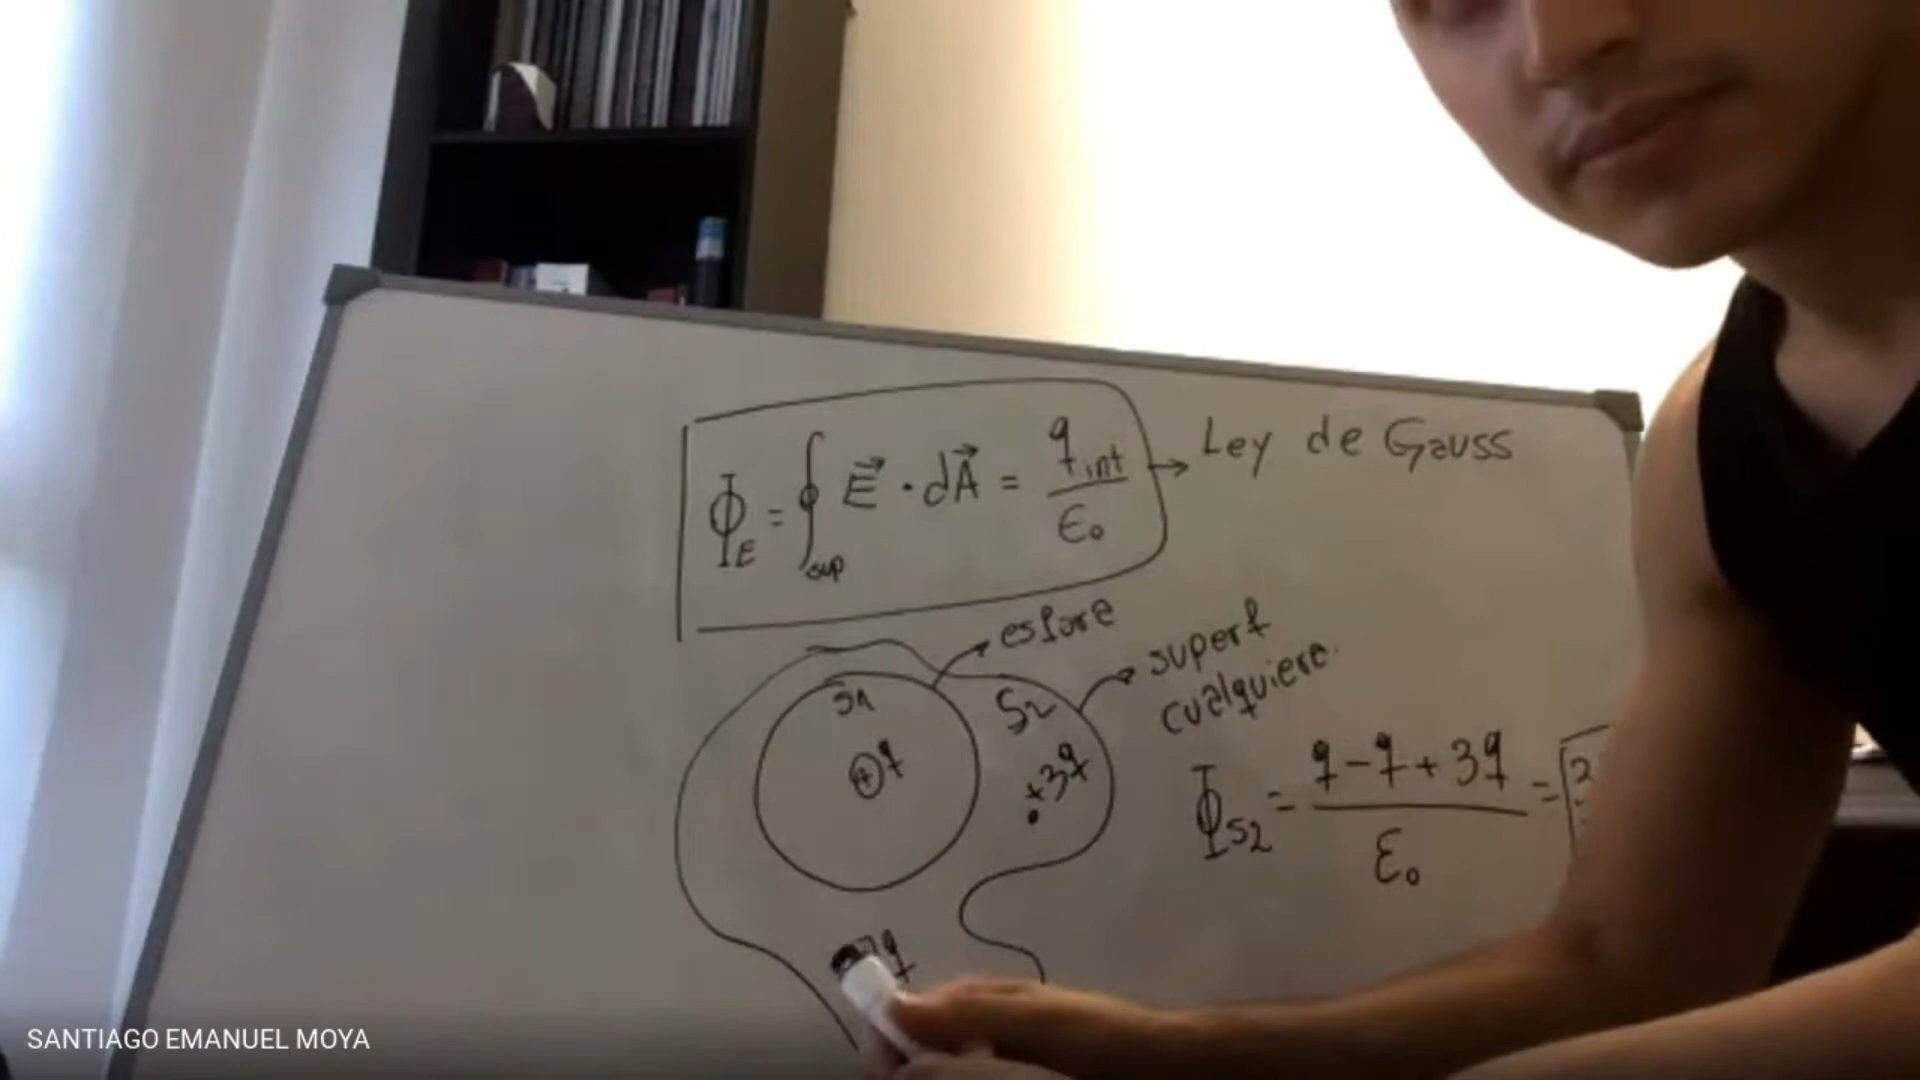 Φ_E = ∮_sup E⃗ · dA⃗ = q_int / ε₀ → Ley de Gauss
esfera
superf
cualquiera.
S1
S2
+ q
+3q
Φ_S2 = q - q + 3q / ε₀ =
SANTIAGO EMANUEL MOYA